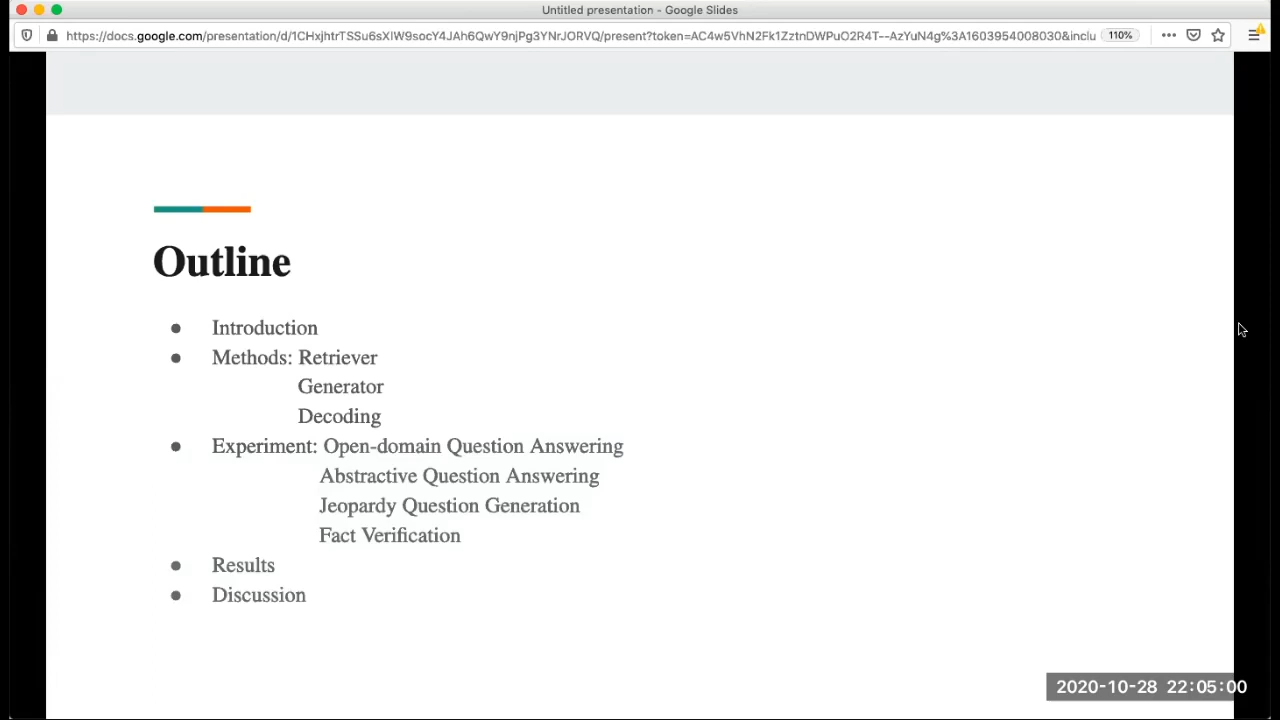 Untitled presentation - Google Slides
https://docs.google.com/presentation/d/1CHxjhtrTSSu6sXlW9socY4JAh6QwY9njPg3YNrJORVQ/present?token=AC4w5VhN2Fk1ZztnDWPuO2R4T--AzYuN4g%3A1603954008030&inclu 110%
Outline
● Introduction
● Methods: Retriever
Generator
Decoding
● Experiment: Open-domain Question Answering
Abstractive Question Answering
Jeopardy Question Generation
Fact Verification
● Results
● Discussion
2020-10-28 22:05:00